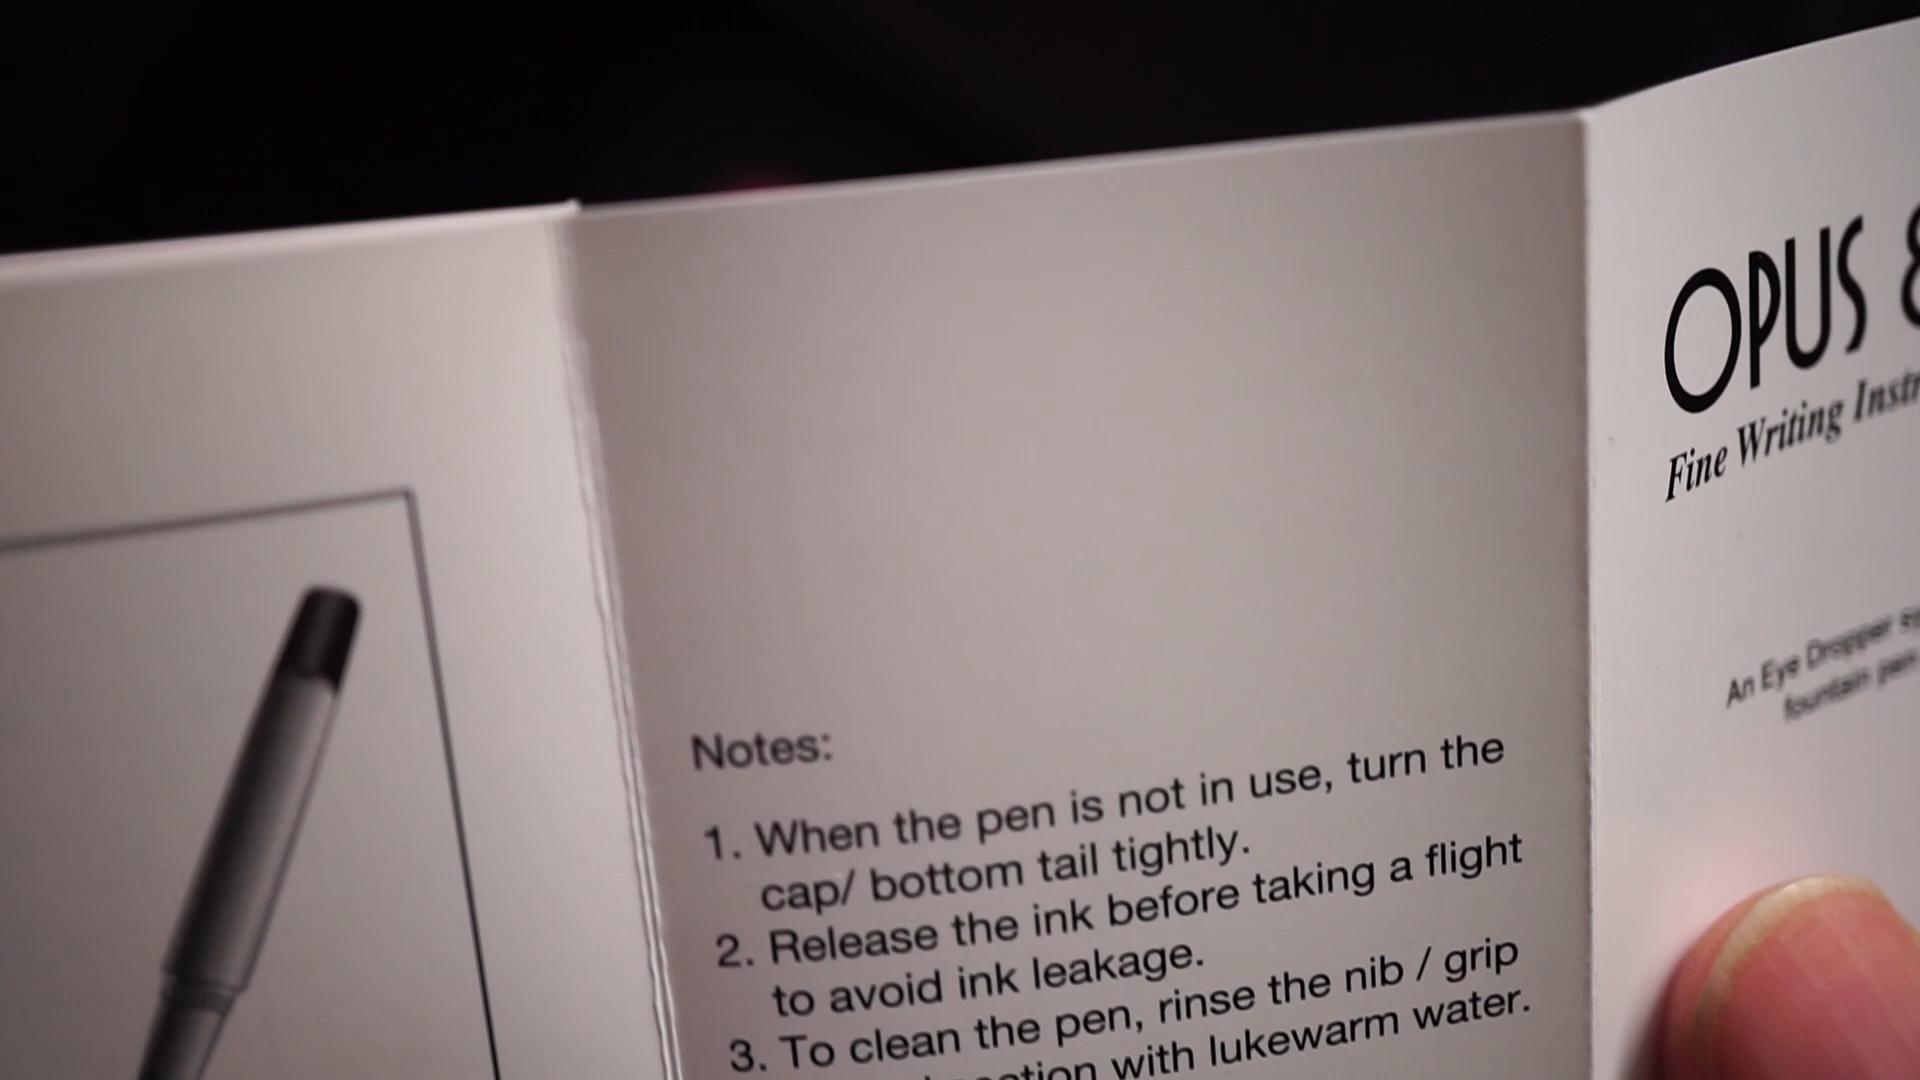 Notes:
1. When the pen is not in use, turn the
cap/ bottom tail tightly.
2. Release the ink before taking a flight
to avoid ink leakage.
3. To clean the pen, rinse the nib / grip
with lukewarm water.
OPUS 8
Fine Writing
An Eye Dropper
fountain pen